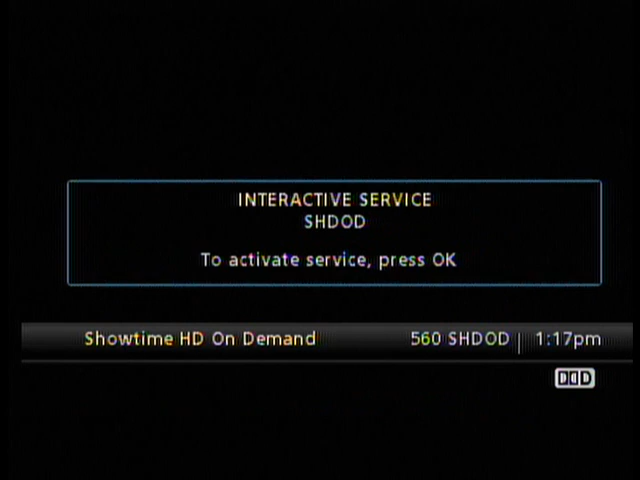 INTERACTIVE SERVICE
SHDOD
To activate service, press OK
Showtime HD On Demand 560 SHDOD 1:17pm